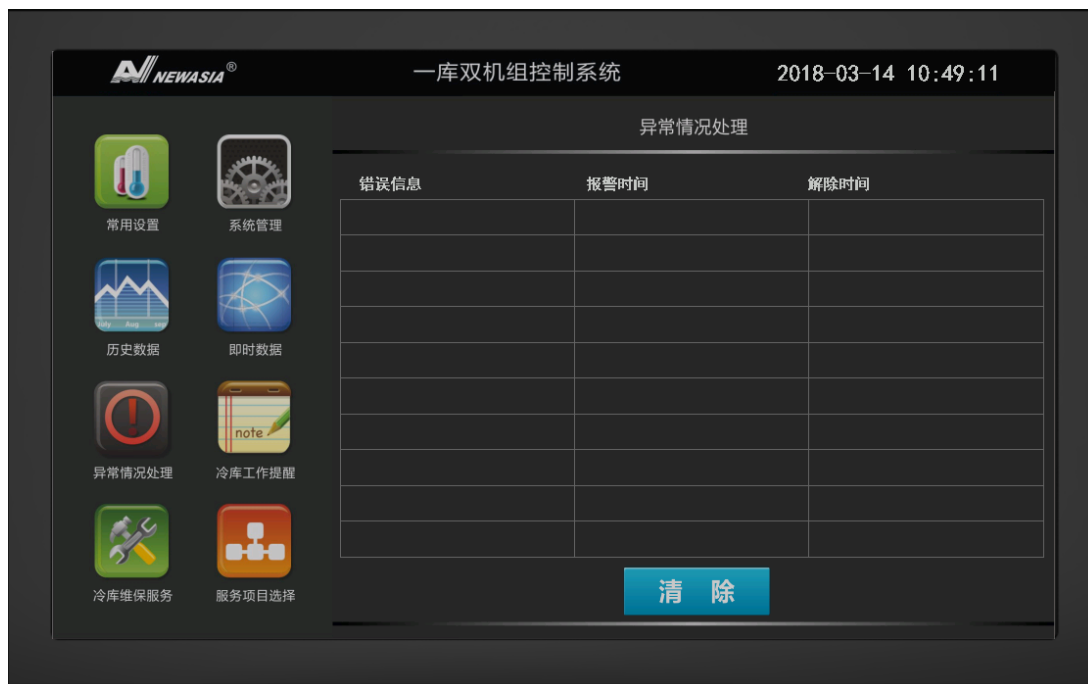 NEWASIA®
一库双机组控制系统
2018-03-14 10:49:11
异常情况处理
错误信息 报警时间 解除时间
常用设置 系统管理
July Aug sep
历史数据 即时数据
note
异常情况处理 冷库工作提醒
冷库维保服务 服务项目选择
清 除